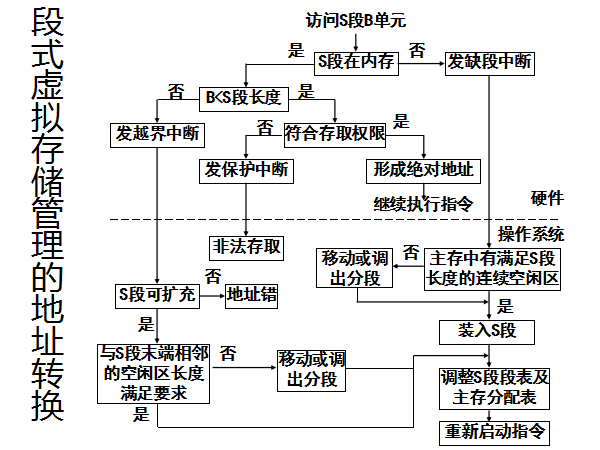 段式虚拟存储管理的地址转换
访问S段B单元
是
否
S段在内存
发缺段中断
否
B<S段长度
是
发越界中断
否
符合存取权限
是
发保护中断
形成绝对地址
继续执行指令
硬件
操作系统
非法存取
移动或调
出分段
否
主存中有满足S段
长度的连续空闲区
S段可扩充
否
地址错
是
是
装入S段
与S段末端相邻
的空闲区长度
满足要求
否
移动或调
出分段
调整S段段表及
主存分配表
是
重新启动指令